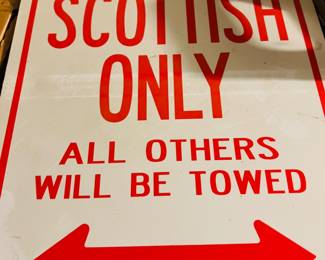 SCOTTISH
ONLY
ALL OTHERS
WILL BE TOWED